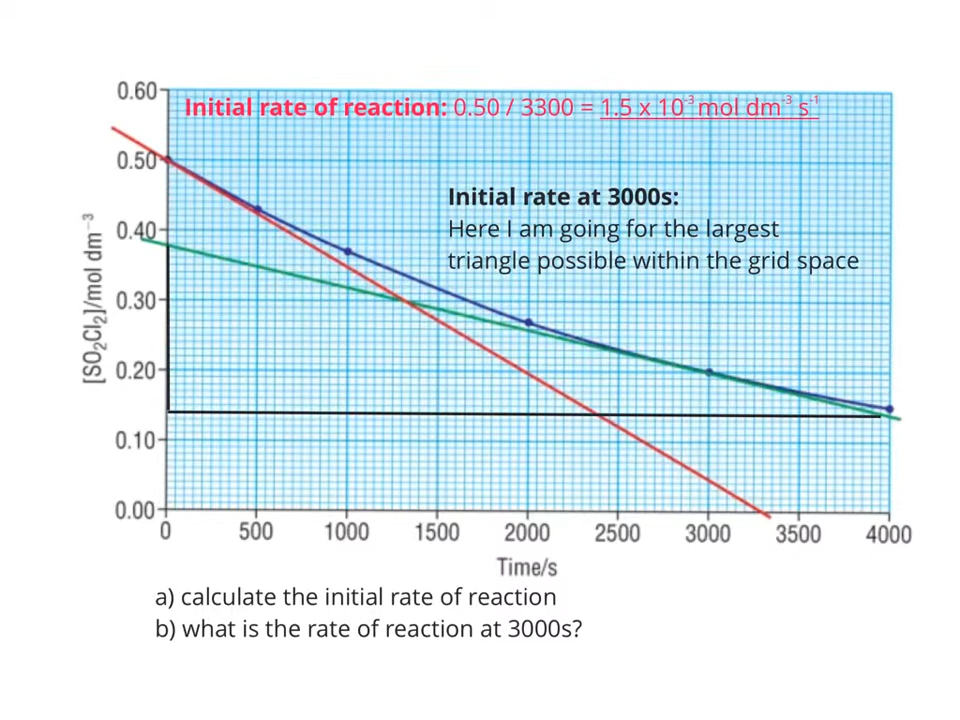 0.60
Initial rate of reaction: 0.50 / 3300 = 1.5 x 10⁻³ mol dm⁻³ s⁻¹
0.50
Initial rate at 3000s:
Here I am going for the largest
triangle possible within the grid space
0.40
0.30
0.20
0.10
0.00
[SO₂Cl₂]/mol dm⁻³
0 500 1000 1500 2000 2500 3000 3500 4000
Time/s
a) calculate the initial rate of reaction
b) what is the rate of reaction at 3000s?